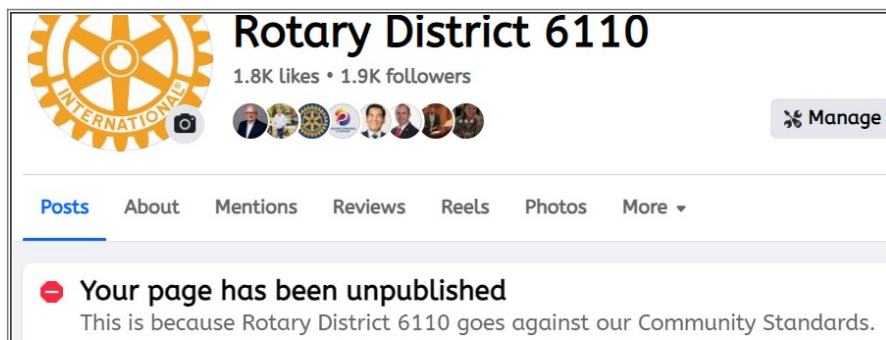 Rotary District 6110
1.8K likes • 1.9K followers
INTERNATIONAL®
Manage
Posts About Mentions Reviews Reels Photos More
Your page has been unpublished
This is because Rotary District 6110 goes against our Community Standards.